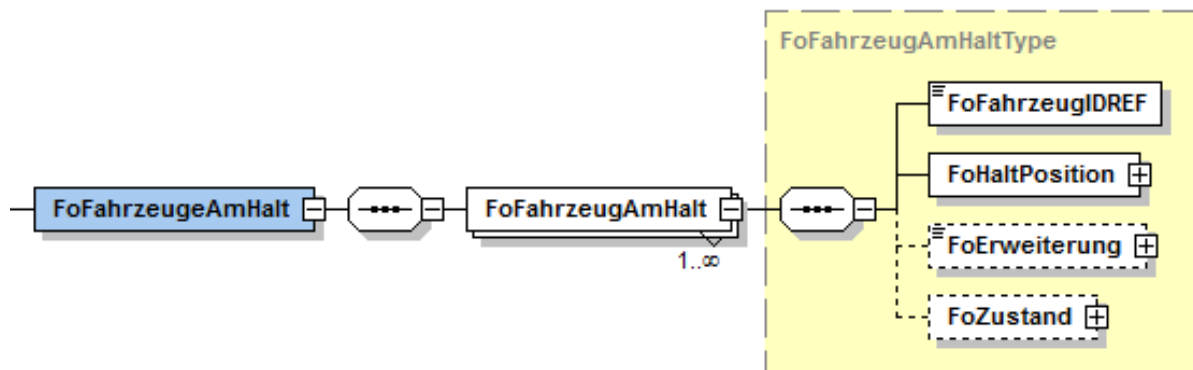 FoFahrzeugAmHaltType
FoFahrzeugIDREF
FoHaltPosition
FoFahrzeugeAmHalt
FoFahrzeugAmHalt
1..∞
FoErweiterung
FoZustand